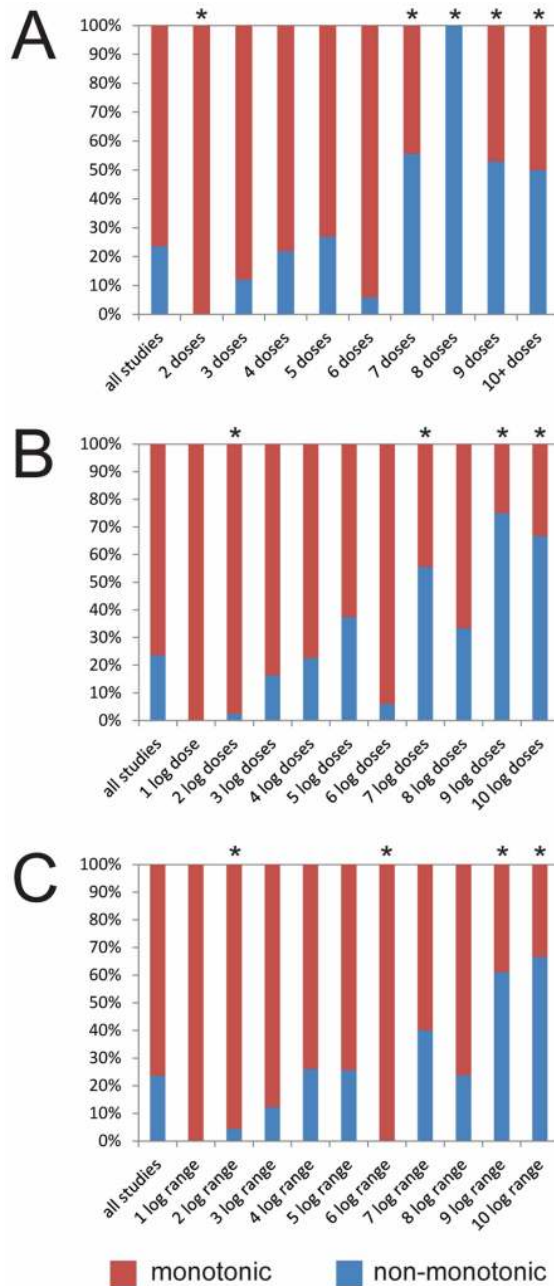 A
* * * * *
100%
90%
80%
70%
60%
50%
40%
30%
20%
10%
0%
all studies
2 doses
3 doses
4 doses
5 doses
6 doses
7 doses
8 doses
9 doses
10+ doses
B
* * * *
100%
90%
80%
70%
60%
50%
40%
30%
20%
10%
0%
all studies
1 log dose
2 log doses
3 log doses
4 log doses
5 log doses
6 log doses
7 log doses
8 log doses
9 log doses
10 log doses
C
* * * *
100%
90%
80%
70%
60%
50%
40%
30%
20%
10%
0%
all studies
1 log range
2 log range
3 log range
4 log range
5 log range
6 log range
7 log range
8 log range
9 log range
10 log range
monotonic non-monotonic